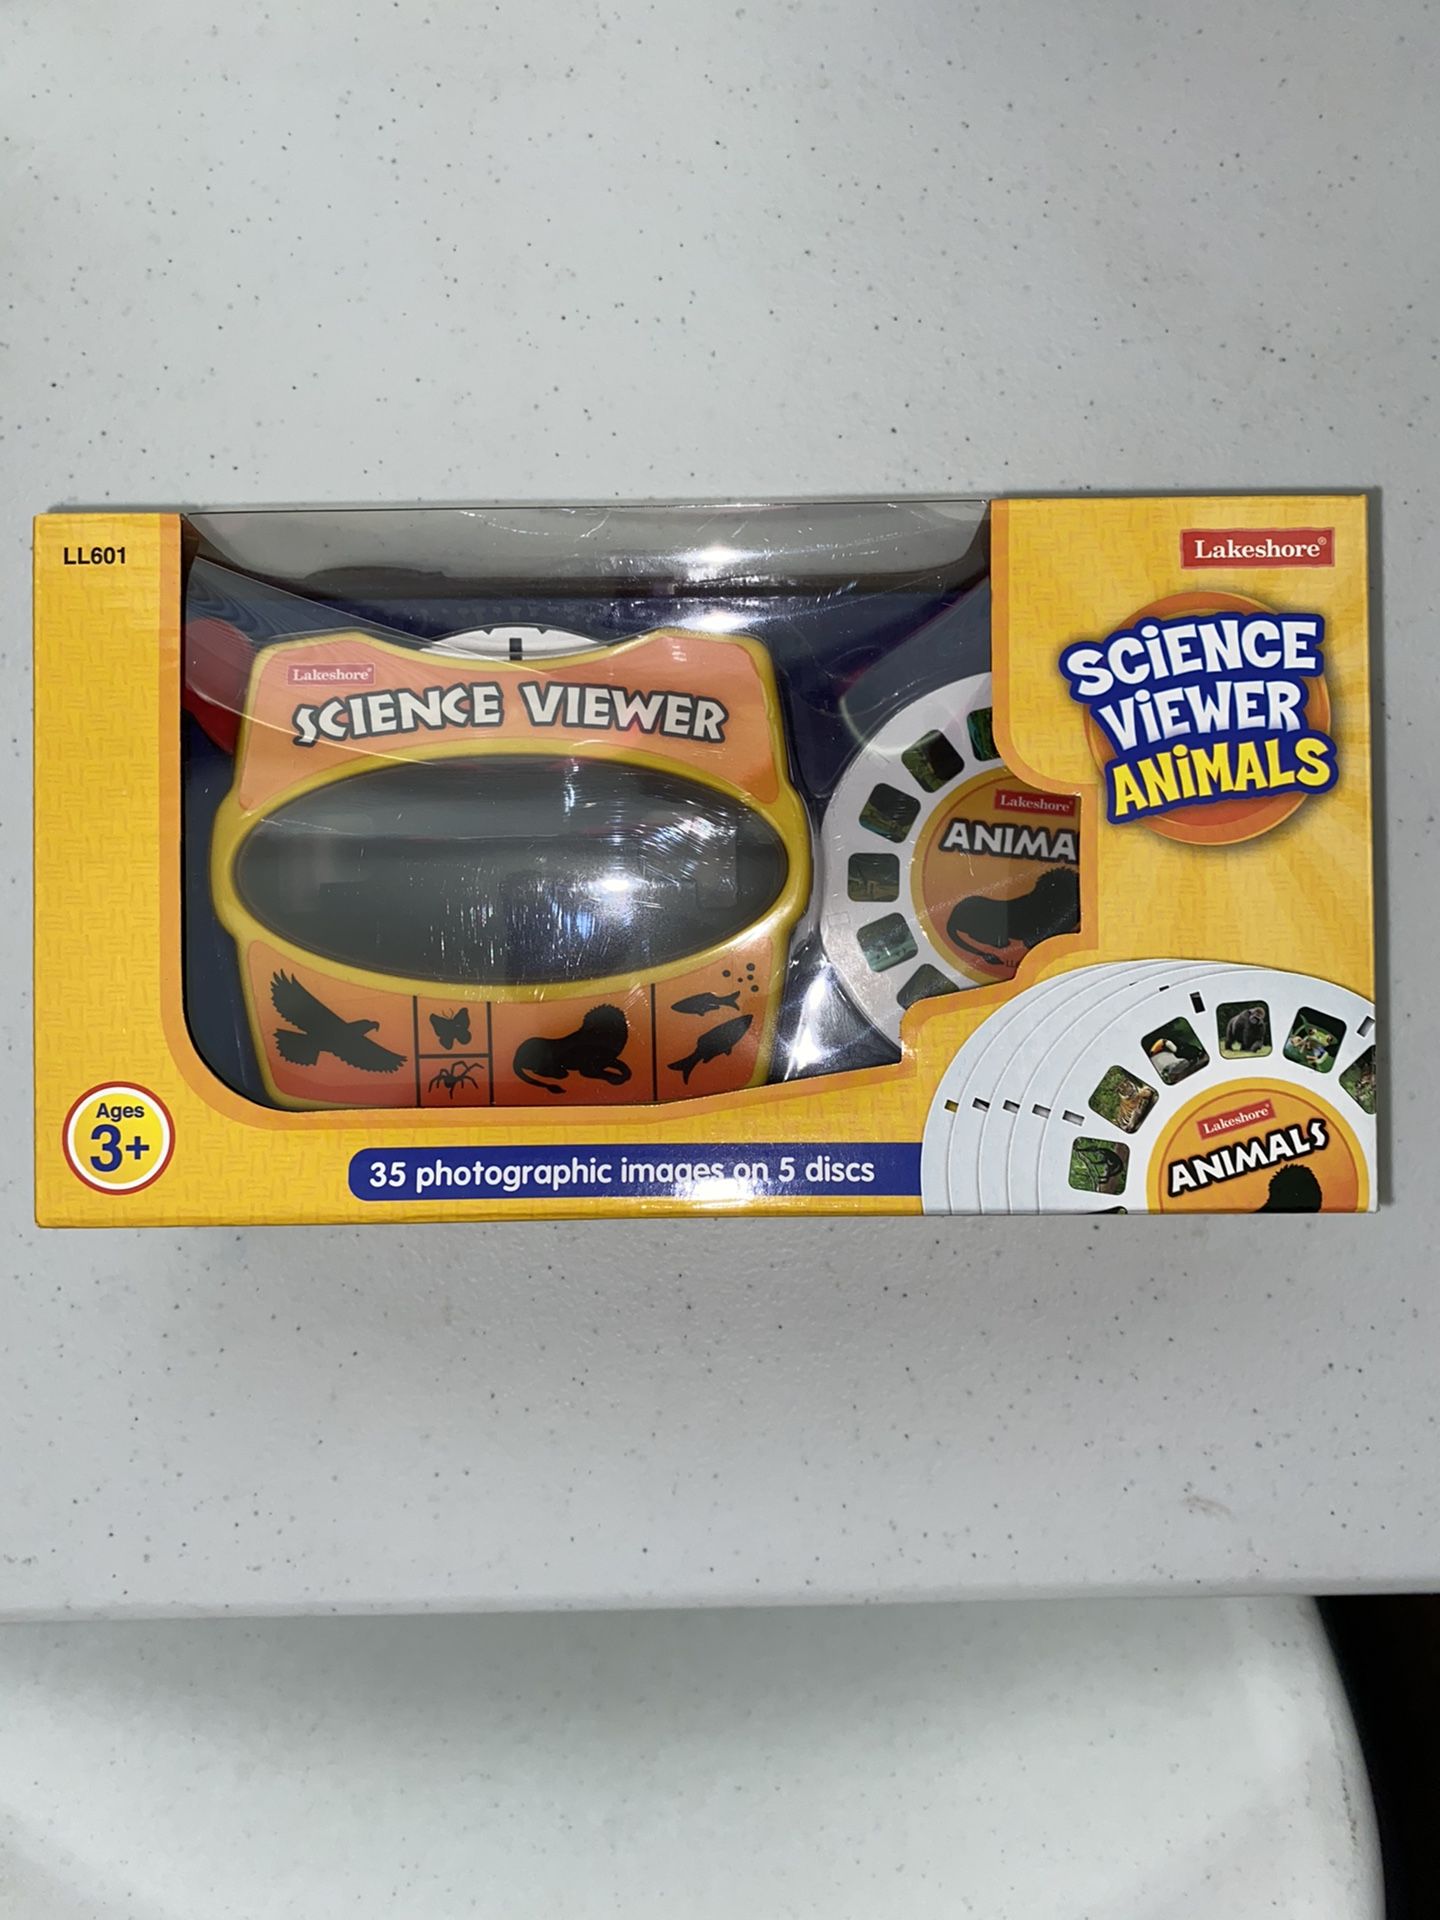 LL601
Lakeshore®
SCIENCE
VIEWER
ANIMALS
Lakeshore®
SCIENCE VIEWER
Lakeshore®
ANIMA
Ages
3+
35 photographic images on 5 discs
Lakeshore®
ANIMALS